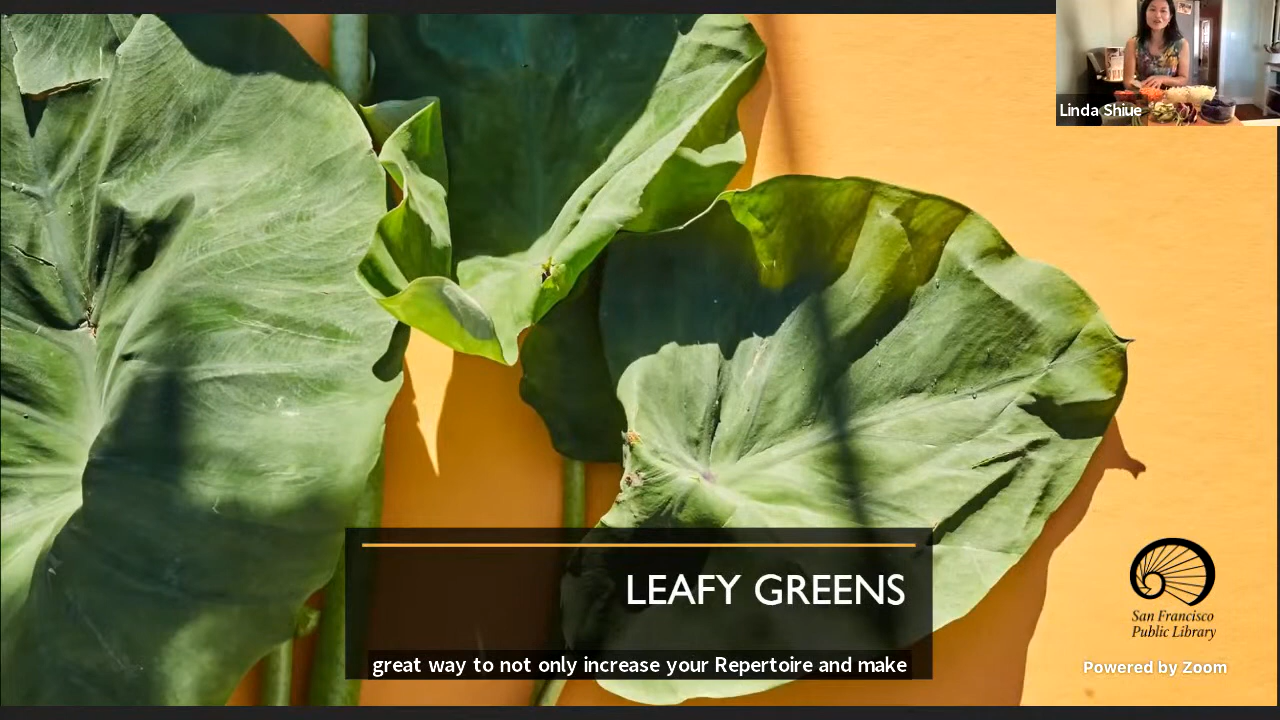 Linda Shiue
LEAFY GREENS
great way to not only increase your Repertoire and make
San Francisco
Public Library
Powered by Zoom